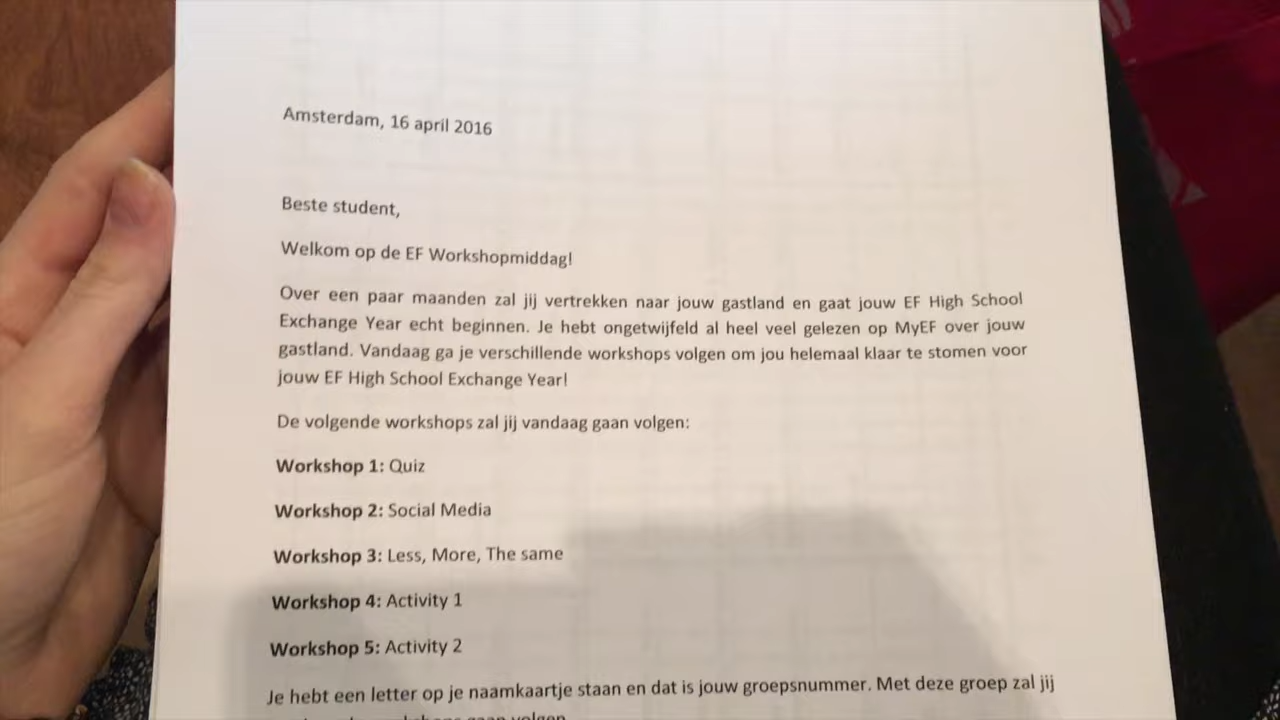 Amsterdam, 16 april 2016
Beste student,
Welkom op de EF Workshopmiddag!
Over een paar maanden zal jij vertrekken naar jouw gastland en gaat jouw EF High School
Exchange Year echt beginnen. Je hebt ongetwijfeld al heel veel gelezen op MyEF over jouw
gastland. Vandaag ga je verschillende workshops volgen om jou helemaal klaar te stomen voor
jouw EF High School Exchange Year!
De volgende workshops zal jij vandaag gaan volgen:
Workshop 1: Quiz
Workshop 2: Social Media
Workshop 3: Less, More, The same
Workshop 4: Activity 1
Workshop 5: Activity 2
Je hebt een letter op je naamkaartje staan en dat is jouw groepsnummer. Met deze groep zal jij
gaan volgen